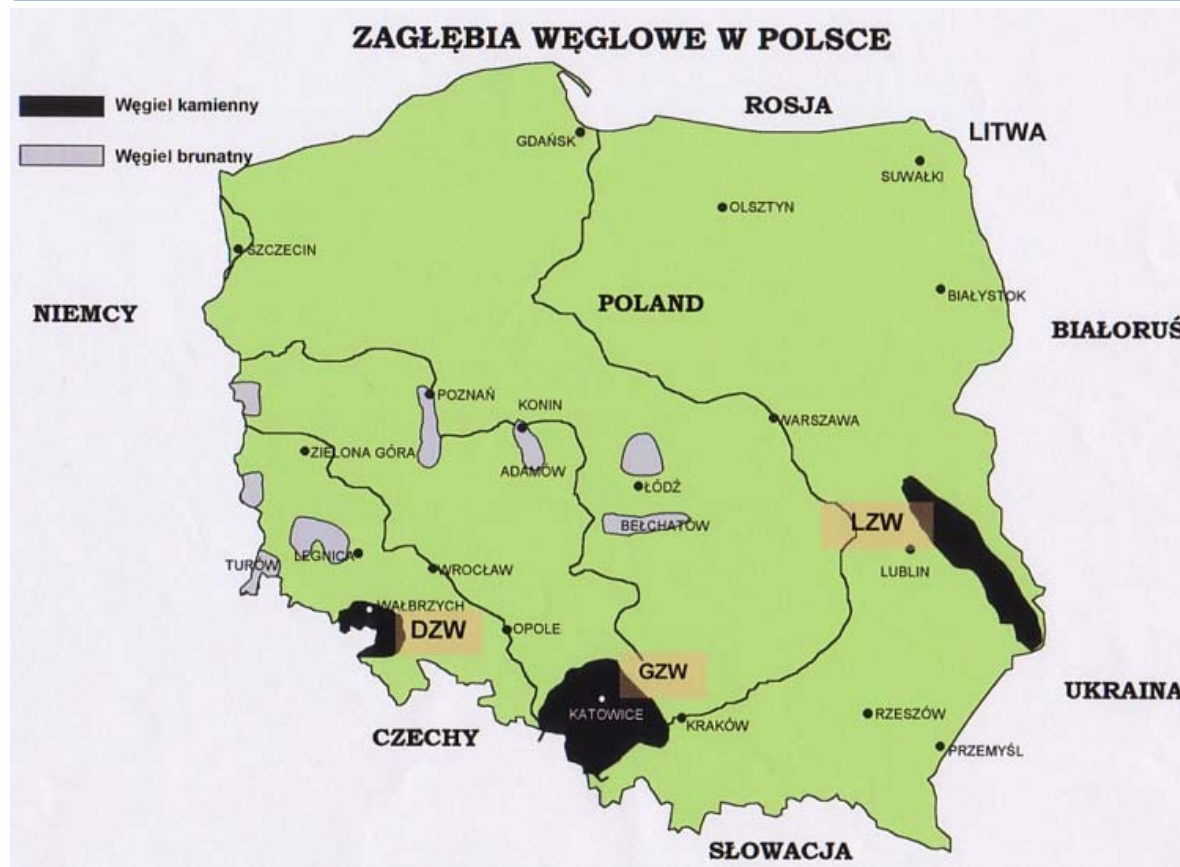 ZAGŁĘBIA WĘGLOWE W POLSCE
Węgiel kamienny
Węgiel brunatny
ROSJA
LITWA
GDAŃSK
SUWAŁKI
OLSZTYN
SZCZECIN
BIAŁYSTOK
NIEMCY
POLAND
BIAŁORUŚ
POZNAŃ
KONIN
WARSZAWA
ZIELONA GÓRA
ADAMÓW
ŁÓDŹ
BEŁCHATÓW
LZW
LEGNICA
TURÓW
WROCŁAW
LUBLIN
WAŁBRZYCH
DZW
OPOLE
GZW
UKRAINA
KATOWICE
KRAKÓW
RZESZÓW
CZECHY
PRZEMYŚL
SŁOWACJA